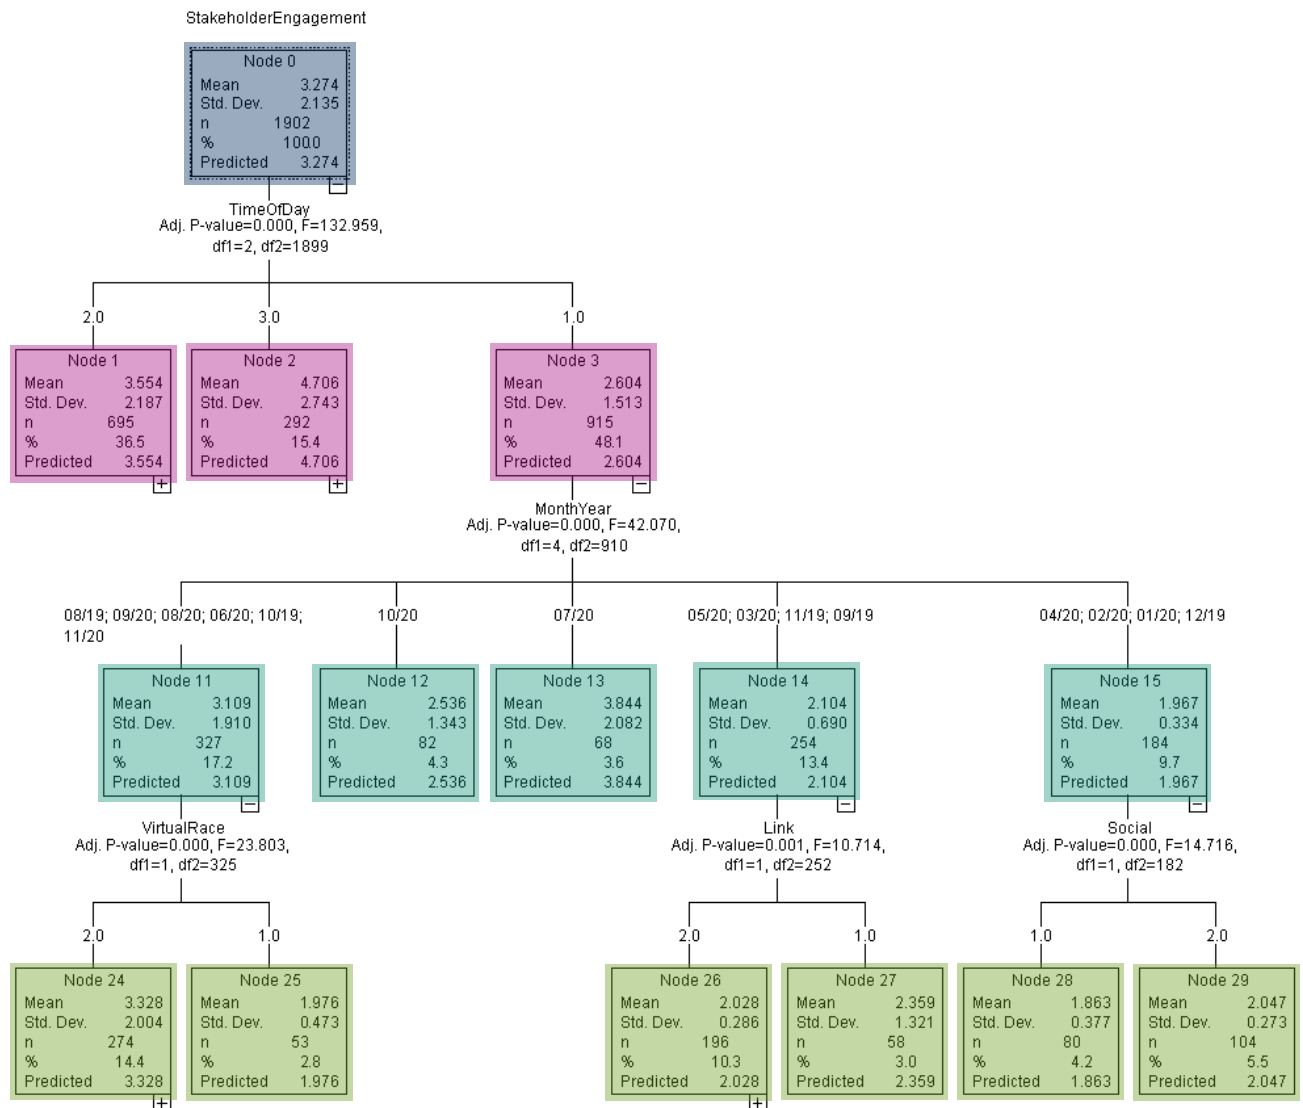 StakeholderEngagement
Node 0
Mean 3.274
Std. Dev. 2.135
n 1902
% 100.0
Predicted 3.274
TimeOfDay
Adj. P-value=0.000, F=132.959,
df1=2, df2=1899
2.0
3.0
1.0
Node 1
Mean 3.554
Std. Dev. 2.187
n 695
% 36.5
Predicted 3.554
Node 2
Mean 4.706
Std. Dev. 2.743
n 292
% 15.4
Predicted 4.706
Node 3
Mean 2.604
Std. Dev. 1.513
n 915
% 48.1
Predicted 2.604
MonthYear
Adj. P-value=0.000, F=42.070,
df1=4, df2=910
08/19; 09/20; 08/20; 06/20; 10/19;
11/20
10/20
07/20
05/20; 03/20; 11/19; 09/19
04/20; 02/20; 01/20; 12/19
Node 11
Mean 3.109
Std. Dev. 1.910
n 327
% 17.2
Predicted 3.109
Node 12
Mean 2.536
Std. Dev. 1.343
n 82
% 4.3
Predicted 2.536
Node 13
Mean 3.844
Std. Dev. 2.082
n 68
% 3.6
Predicted 3.844
Node 14
Mean 2.104
Std. Dev. 0.690
n 254
% 13.4
Predicted 2.104
Node 15
Mean 1.967
Std. Dev. 0.334
n 184
% 9.7
Predicted 1.967
VirtualRace
Adj. P-value=0.000, F=23.803,
df1=1, df2=325
Link
Adj. P-value=0.001, F=10.714,
df1=1, df2=252
Social
Adj. P-value=0.000, F=14.716,
df1=1, df2=182
2.0
1.0
2.0
1.0
1.0
2.0
Node 24
Mean 3.328
Std. Dev. 2.004
n 274
% 14.4
Predicted 3.328
Node 25
Mean 1.976
Std. Dev. 0.473
n 53
% 2.8
Predicted 1.976
Node 26
Mean 2.028
Std. Dev. 0.286
n 196
% 10.3
Predicted 2.028
Node 27
Mean 2.359
Std. Dev. 1.321
n 58
% 3.0
Predicted 2.359
Node 28
Mean 1.863
Std. Dev. 0.377
n 80
% 4.2
Predicted 1.863
Node 29
Mean 2.047
Std. Dev. 0.273
n 104
% 5.5
Predicted 2.047